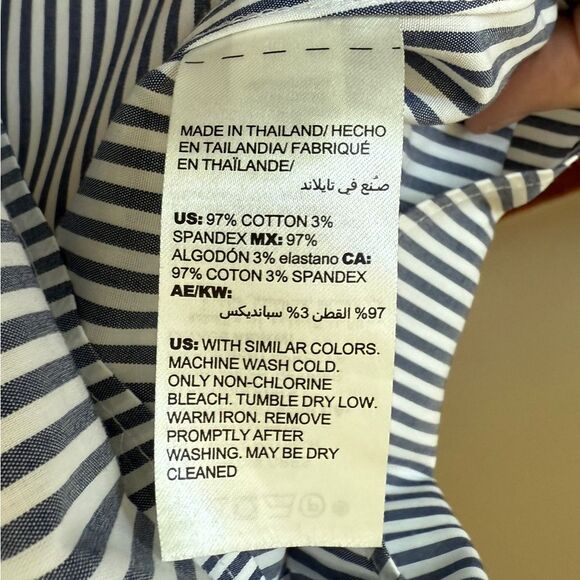 MADE IN THAILAND/ HECHO
EN TAILANDIA/ FABRIQUÉ
EN THAÏLANDE/
صُنع في تايلاند
US: 97% COTTON 3%
SPANDEX MX: 97%
ALGODÓN 3% elastano CA:
97% COTON 3% SPANDEX
AE/KW:
97% القطن 3% سبانديكس
US: WITH SIMILAR COLORS.
MACHINE WASH COLD.
ONLY NON-CHLORINE
BLEACH. TUMBLE DRY LOW.
WARM IRON. REMOVE
PROMPTLY AFTER
WASHING. MAY BE DRY
CLEANED